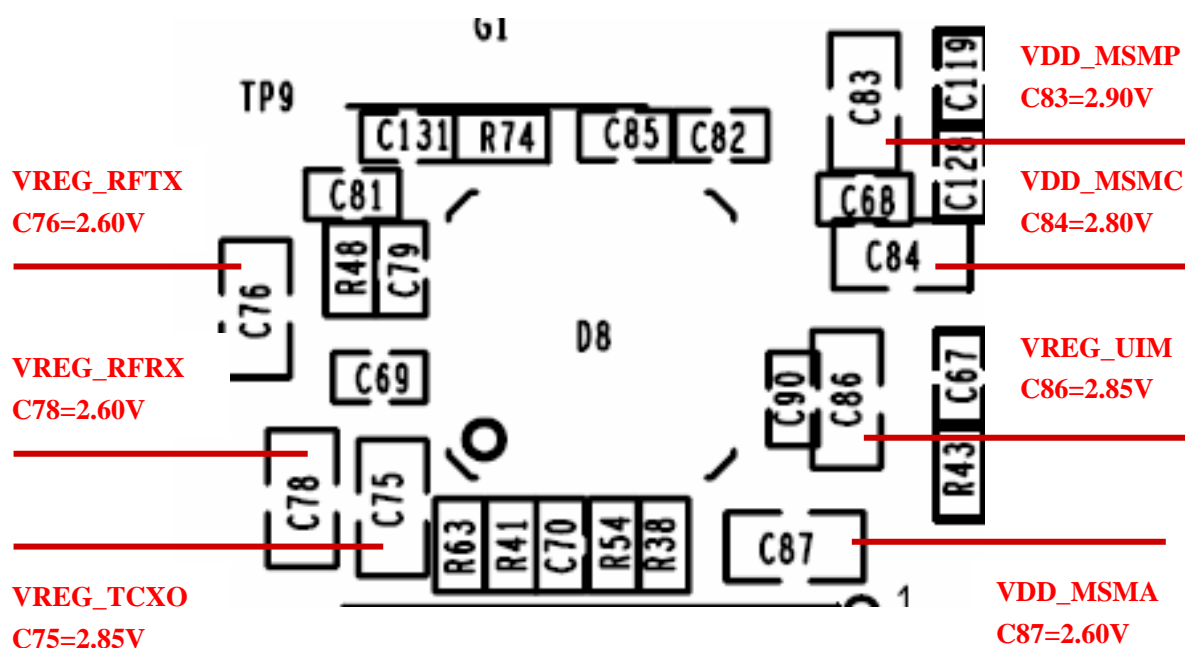 G1
TP9
C83
C119
VDD_MSMP
C83=2.90V
C131
R74
C85
C82
C128
VREG_RFTX
C76=2.60V
C81
C68
VDD_MSMC
C84=2.80V
R48
C79
C84
C76
D8
VREG_RFRX
C78=2.60V
C69
C90
C86
C67
VREG_UIM
C86=2.85V
R43
C78
C75
R63
R41
C70
R54
R38
C87
VREG_TCXO
C75=2.85V
1
VDD_MSMA
C87=2.60V